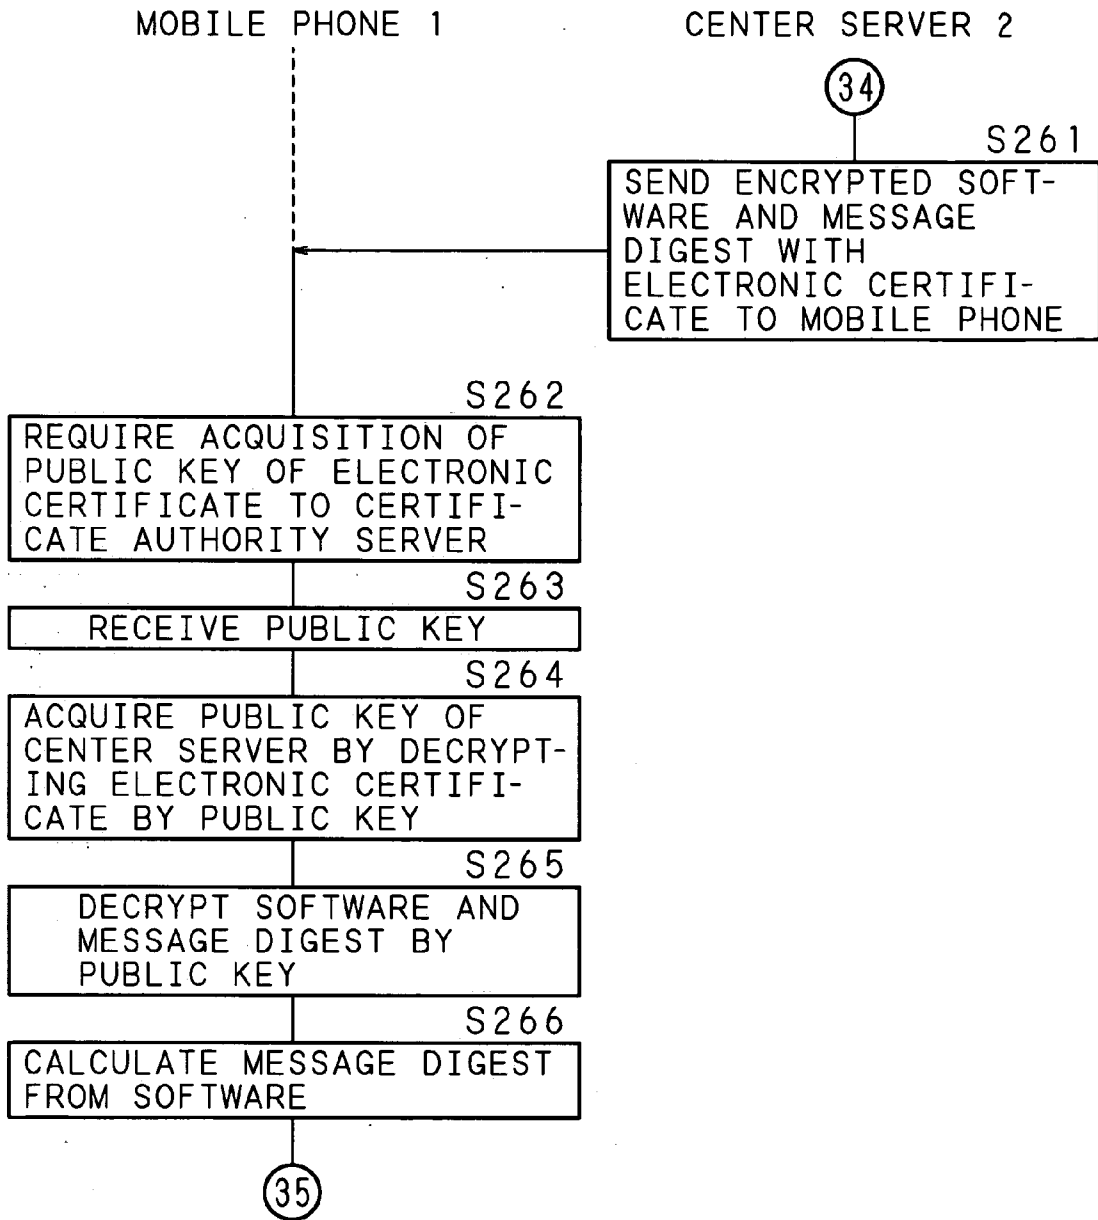 MOBILE PHONE 1
CENTER SERVER 2
34
S261
SEND ENCRYPTED SOFT-
WARE AND MESSAGE
DIGEST WITH
ELECTRONIC CERTIFI-
CATE TO MOBILE PHONE
S262
REQUIRE ACQUISITION OF
PUBLIC KEY OF ELECTRONIC
CERTIFICATE TO CERTIFI-
CATE AUTHORITY SERVER
S263
RECEIVE PUBLIC KEY
S264
ACQUIRE PUBLIC KEY OF
CENTER SERVER BY DECRYPT-
ING ELECTRONIC CERTIFI-
CATE BY PUBLIC KEY
S265
DECRYPT SOFTWARE AND
MESSAGE DIGEST BY
PUBLIC KEY
S266
CALCULATE MESSAGE DIGEST
FROM SOFTWARE
35